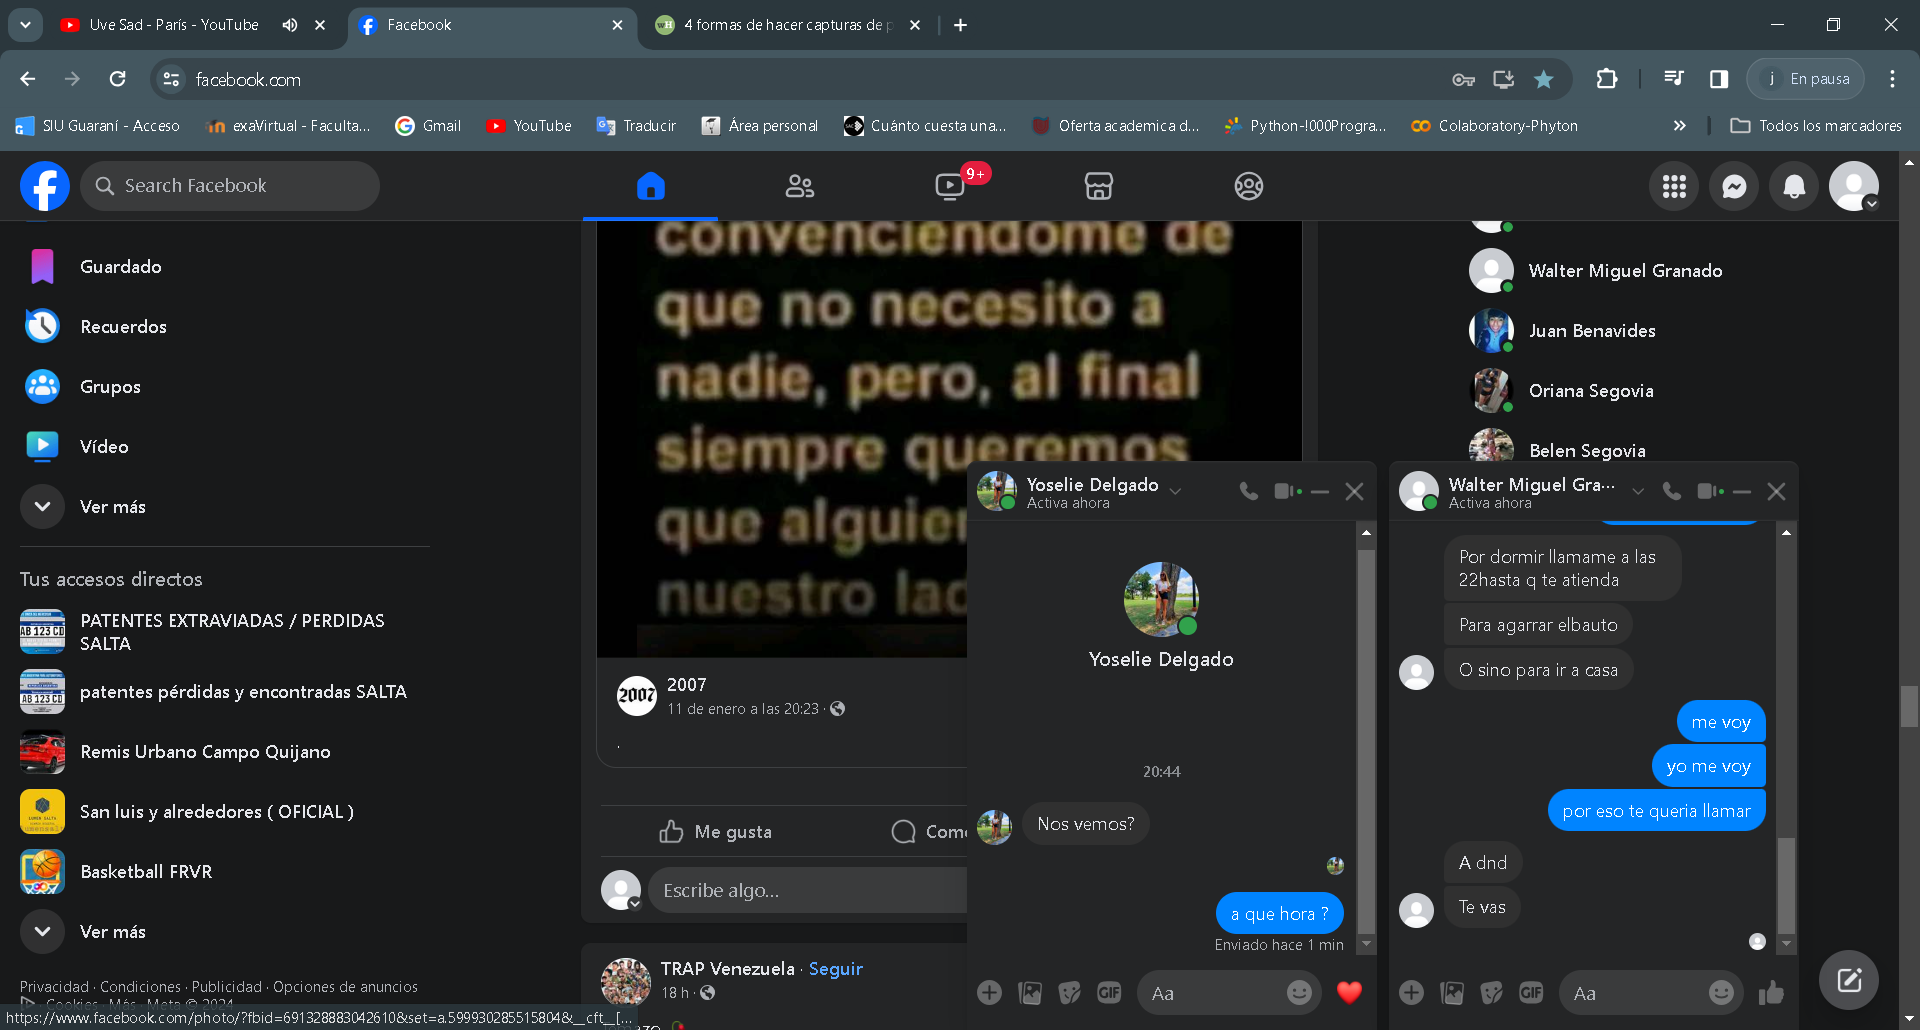 Uve Sad - París - YouTube
Facebook
4 formas de hacer capturas de p
facebook.com
j En pausa
SIU Guaraní - Acceso
exaVirtual - Faculta...
Gmail
YouTube
Traducir
Área personal
Cuánto cuesta una...
Oferta academica d...
Python-!000Progra...
Colaboratory-Phyton
Todos los marcadores
Search Facebook
9+
Guardado
Recuerdos
Grupos
Vídeo
Ver más
Tus accesos directos
PATENTES EXTRAVIADAS / PERDIDAS
SALTA
patentes pérdidas y encontradas SALTA
Remis Urbano Campo Quijano
San luis y alrededores ( OFICIAL )
Basketball FRVR
Ver más
Privacidad · Condiciones · Publicidad · Opciones de anuncios
Cookies · Más · Meta © 2024
https://www.facebook.com/photo/?fbid=691328883042610&set=a.599930285515804&__cft__[...
convenciéndome de
que no necesito a
nadie, pero, al final
siempre queremos
que alguien
nuestro lad
2007
2007
11 de enero a las 20:23 ·
.
Me gusta
Come
Escribe algo...
TRAP Venezuela · Seguir
18 h ·
Walter Miguel Granado
Juan Benavides
Oriana Segovia
Belen Segovia
Yoselie Delgado
Activa ahora
Yoselie Delgado
20:44
Nos vemos?
a que hora ?
Enviado hace 1 min
GIF
Aa
Walter Miguel Gra...
Activa ahora
Por dormir llamame a las
22hasta q te atienda
Para agarrar elbauto
O sino para ir a casa
me voy
yo me voy
por eso te queria llamar
A dnd
Te vas
GIF
Aa